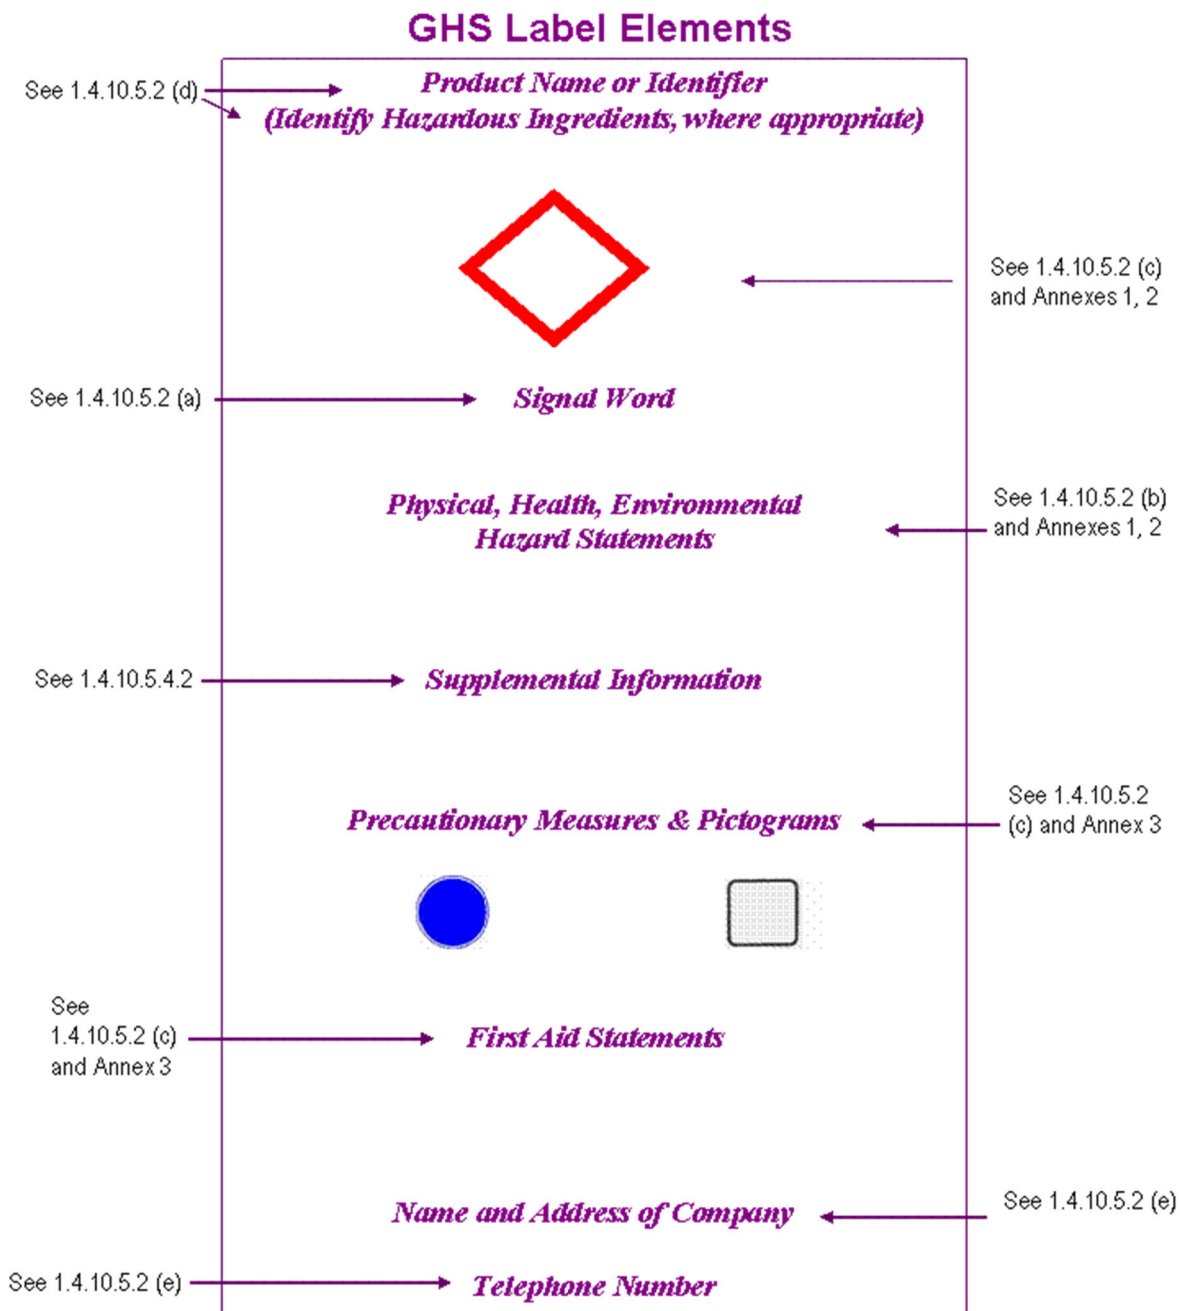 GHS Label Elements
See 1.4.10.5.2 (d)
Product Name or Identifier
(Identify Hazardous Ingredients, where appropriate)
See 1.4.10.5.2 (c)
and Annexes 1, 2
See 1.4.10.5.2 (a)
Signal Word
Physical, Health, Environmental
Hazard Statements
See 1.4.10.5.2 (b)
and Annexes 1, 2
See 1.4.10.5.4.2
Supplemental Information
Precautionary Measures & Pictograms
See 1.4.10.5.2
(c) and Annex 3
See
1.4.10.5.2 (c)
and Annex 3
First Aid Statements
Name and Address of Company
See 1.4.10.5.2 (e)
See 1.4.10.5.2 (e)
Telephone Number